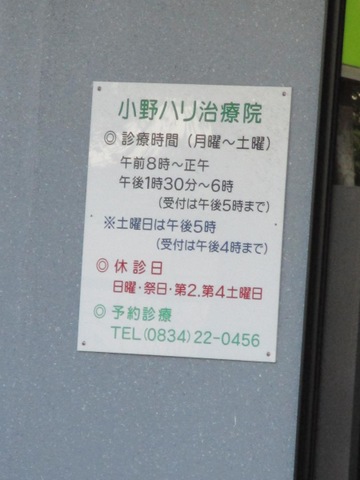 小野ハリ治療院
◎診療時間(月曜~土曜)
午前8時~正午
午後1時30分~6時
(受付は午後5時まで)
※土曜日は午後5時
(受付は午後4時まで)
◎休診日
日曜・祭日・第2.第4土曜日
◎予約診療
TEL(0834)22-0456